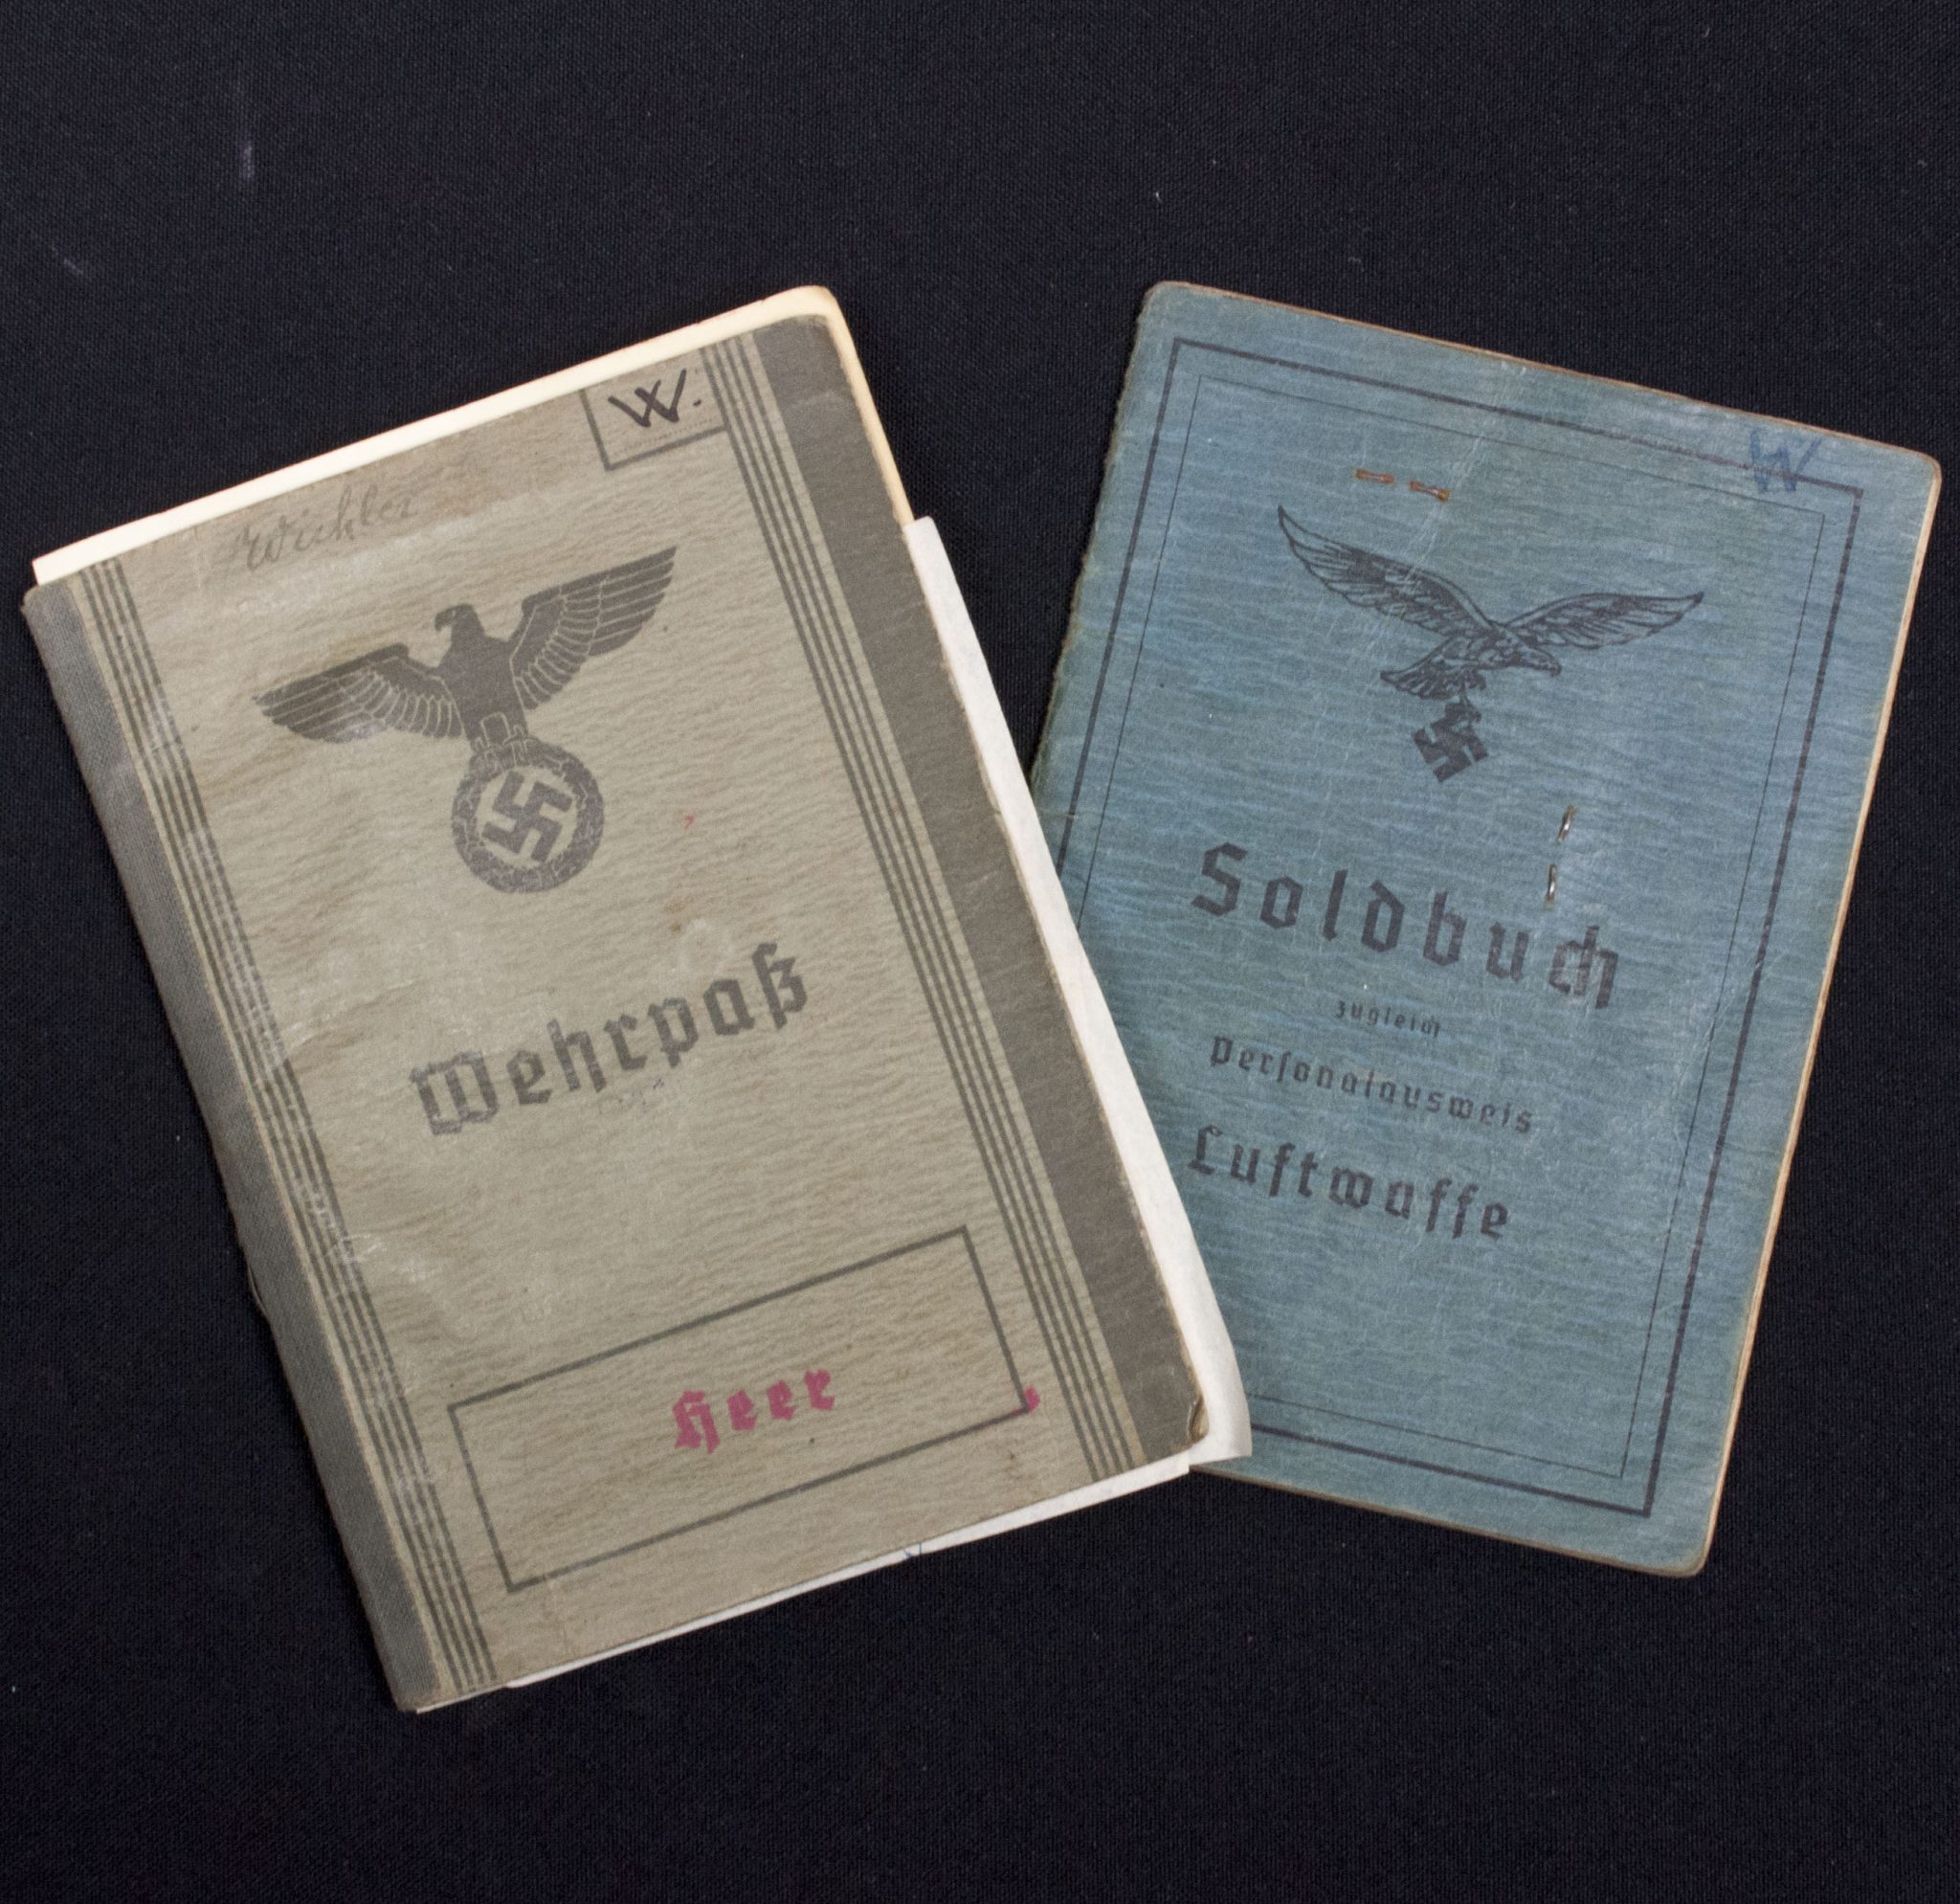 W.
Wichler
Wehrpaß
Heer
W
Soldbuch
zugleich
Personalausweis
Luftwaffe